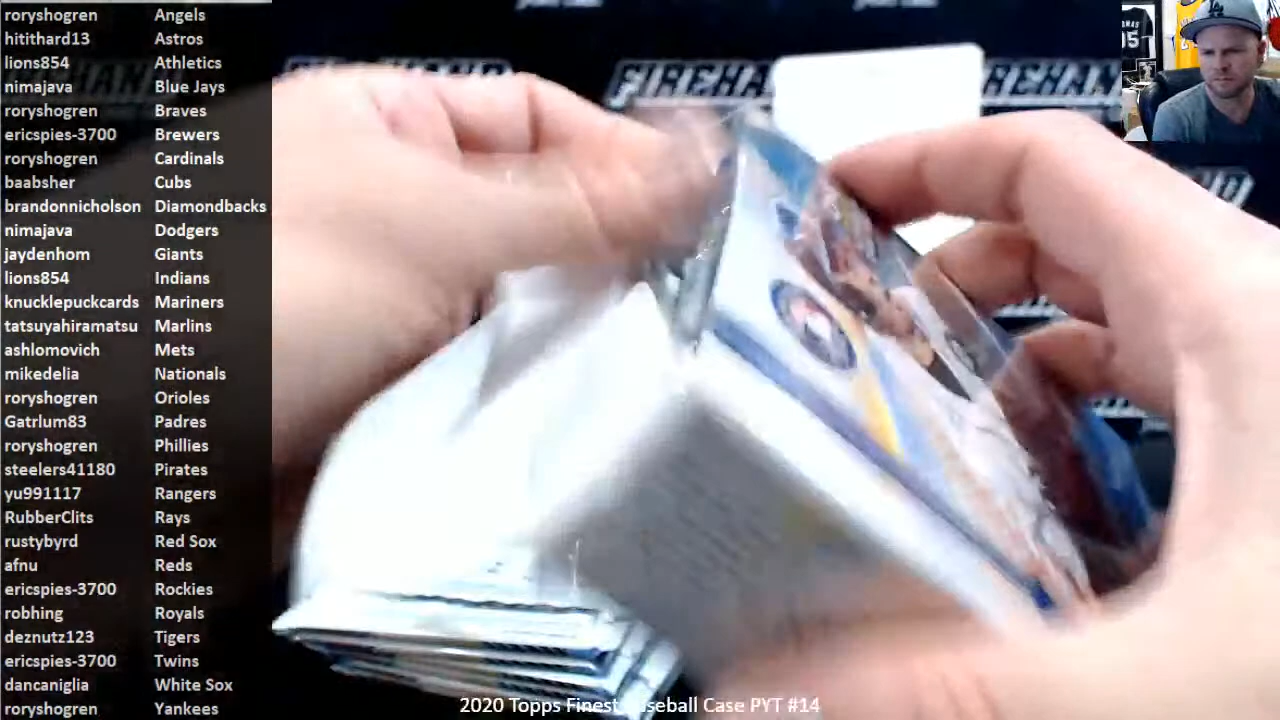 roryshogren Angels
hitithard13 Astros
lions854 Athletics
nimajava Blue Jays
roryshogren Braves
ericspies-3700 Brewers
roryshogren Cardinals
baabsher Cubs
brandonnicholson Diamondbacks
nimajava Dodgers
jaydenhom Giants
lions854 Indians
knucklepuckcards Mariners
tatsuyahiramatsu Marlins
ashlomovich Mets
mikedelia Nationals
roryshogren Orioles
Gatrlum83 Padres
roryshogren Phillies
steelers41180 Pirates
yu991117 Rangers
RubberClits Rays
rustybyrd Red Sox
afnu Reds
ericspies-3700 Rockies
robhing Royals
deznutz123 Tigers
ericspies-3700 Twins
dancaniglia White Sox
roryshogren Yankees
FIREHAND
2020 Topps Finest Baseball Case PYT #14